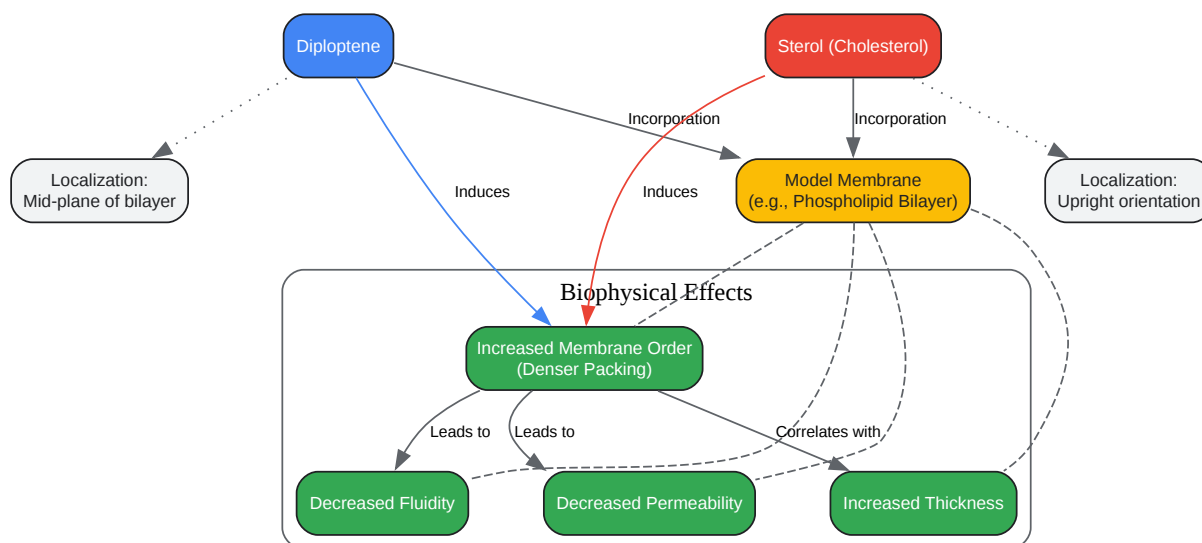 Diploptene
Sterol (Cholesterol)
Incorporation
Incorporation
Localization:
Mid-plane of bilayer
Model Membrane
(e.g., Phospholipid Bilayer)
Localization:
Upright orientation
Induces
Induces
Biophysical Effects
Increased Membrane Order
(Denser Packing)
Leads to
Leads to
Correlates with
Decreased Fluidity
Decreased Permeability
Increased Thickness